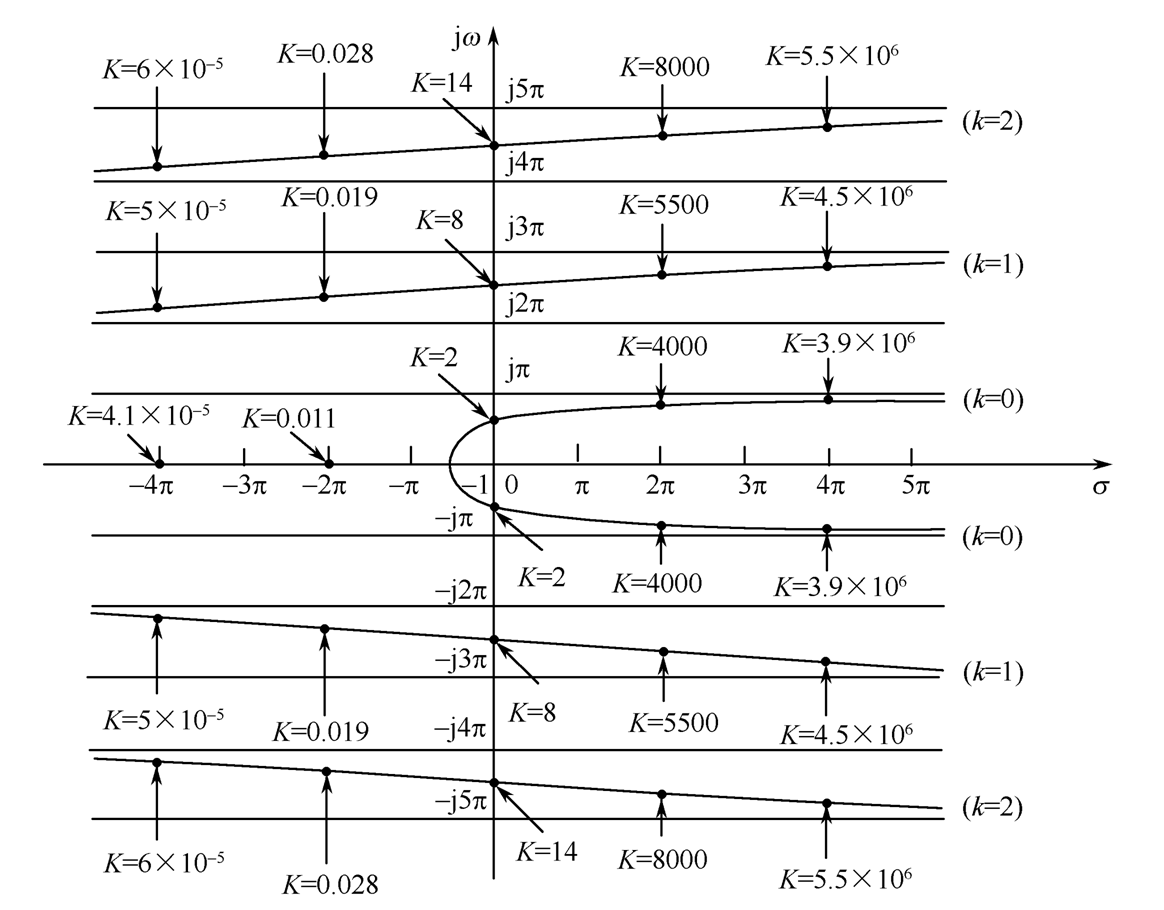 jω
K=6×10⁻⁵
K=0.028
K=14
j5π
K=8000
K=5.5×10⁶
(k=2)
j4π
K=5×10⁻⁵
K=0.019
K=8
j3π
K=5500
K=4.5×10⁶
(k=1)
j2π
K=2
jπ
K=4000
K=3.9×10⁶
(k=0)
K=4.1×10⁻⁵
K=0.011
−4π −3π −2π −π −1 0 π 2π 3π 4π 5π σ
−jπ
(k=0)
K=2
K=4000
K=3.9×10⁶
−j2π
−j3π
(k=1)
K=5×10⁻⁵
K=0.019
K=8
K=5500
K=4.5×10⁶
−j4π
−j5π
(k=2)
K=6×10⁻⁵
K=0.028
K=14
K=8000
K=5.5×10⁶